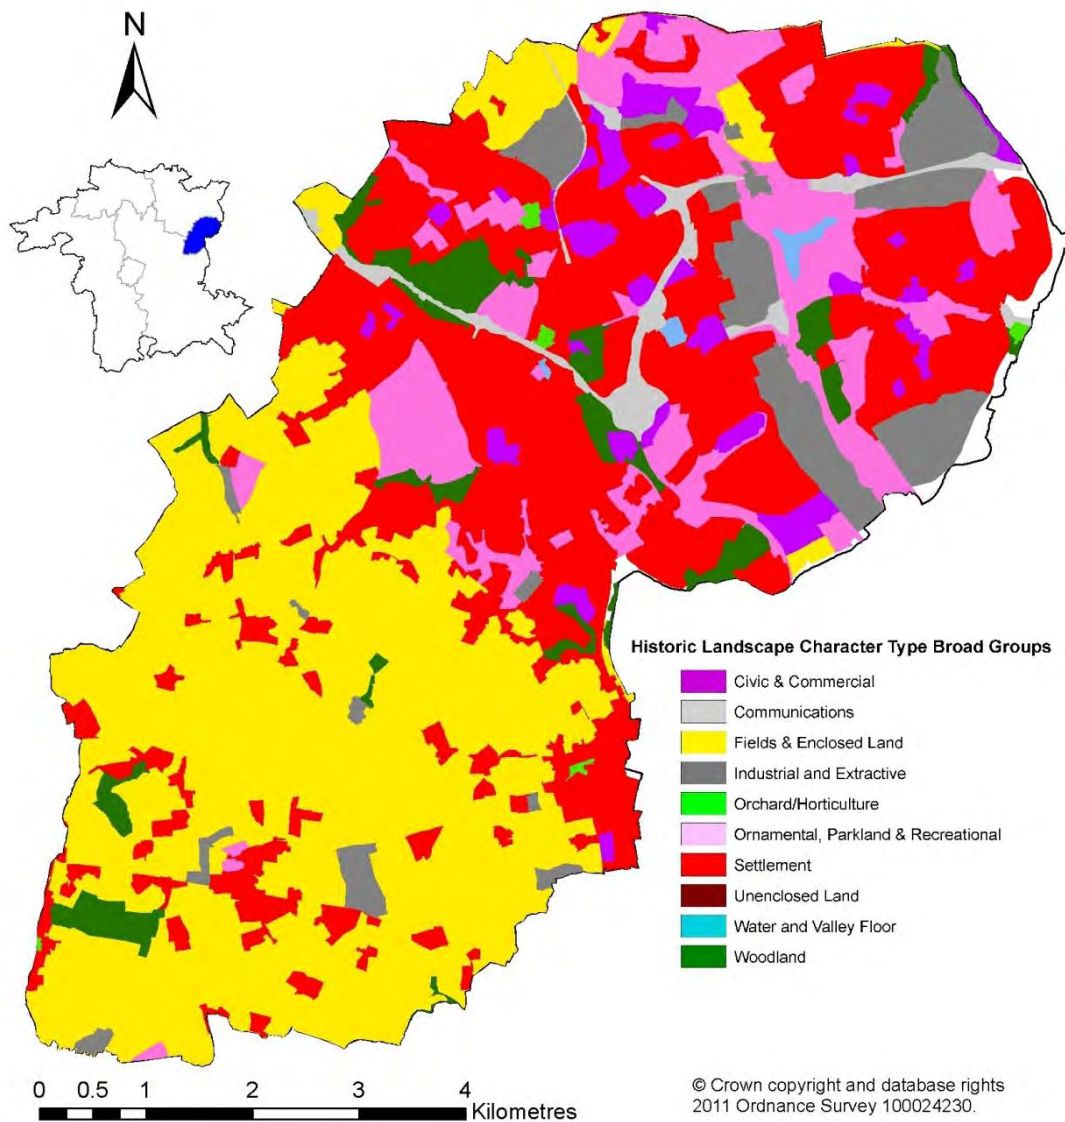 N
Historic Landscape Character Type Broad Groups
Civic & Commercial
Communications
Fields & Enclosed Land
Industrial and Extractive
Orchard/Horticulture
Ornamental, Parkland & Recreational
Settlement
Unenclosed Land
Water and Valley Floor
Woodland
0 0.5 1 2 3 4
Kilometres
© Crown copyright and database rights
2011 Ordnance Survey 100024230.